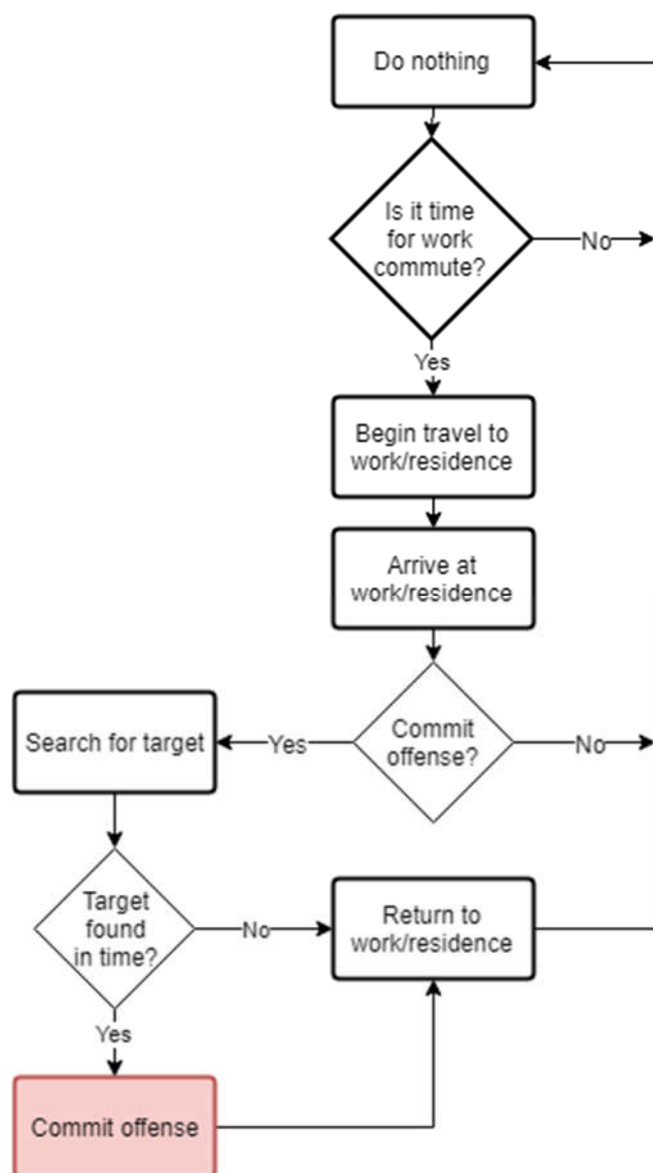 Do nothing
Is it time
for work
commute?
No
Yes
Begin travel to
work/residence
Arrive at
work/residence
Commit
offense?
Yes
No
Search for target
Target
found
in time?
No
Return to
work/residence
Yes
Commit offense